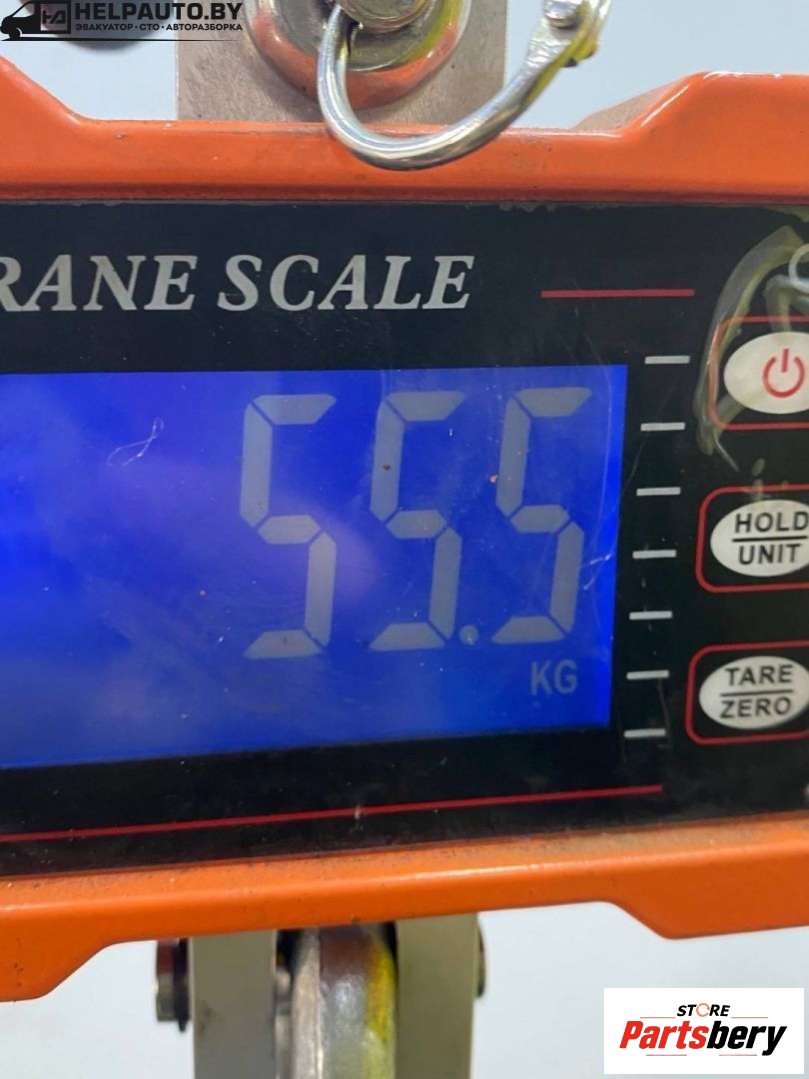 HELPAUTO.BY
ЭВАКУАТОР • СТО • АВТОРАЗБОРКА
RANE SCALE
55.5
KG
HOLD
UNIT
TARE
ZERO
STORE
Partsbery